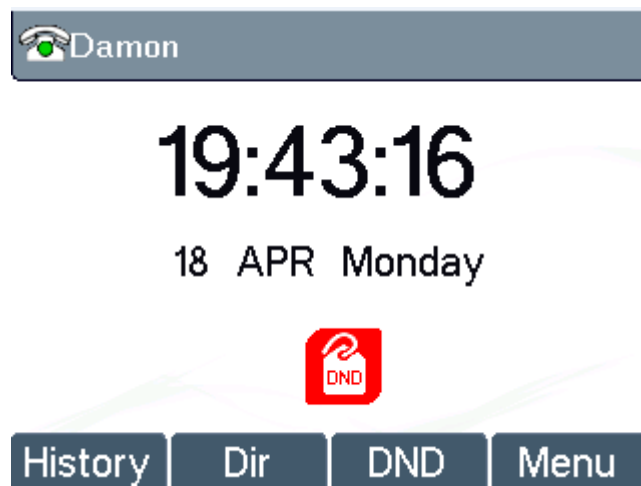 Damon
19:43:16
18 APR Monday
DND
History Dir DND Menu